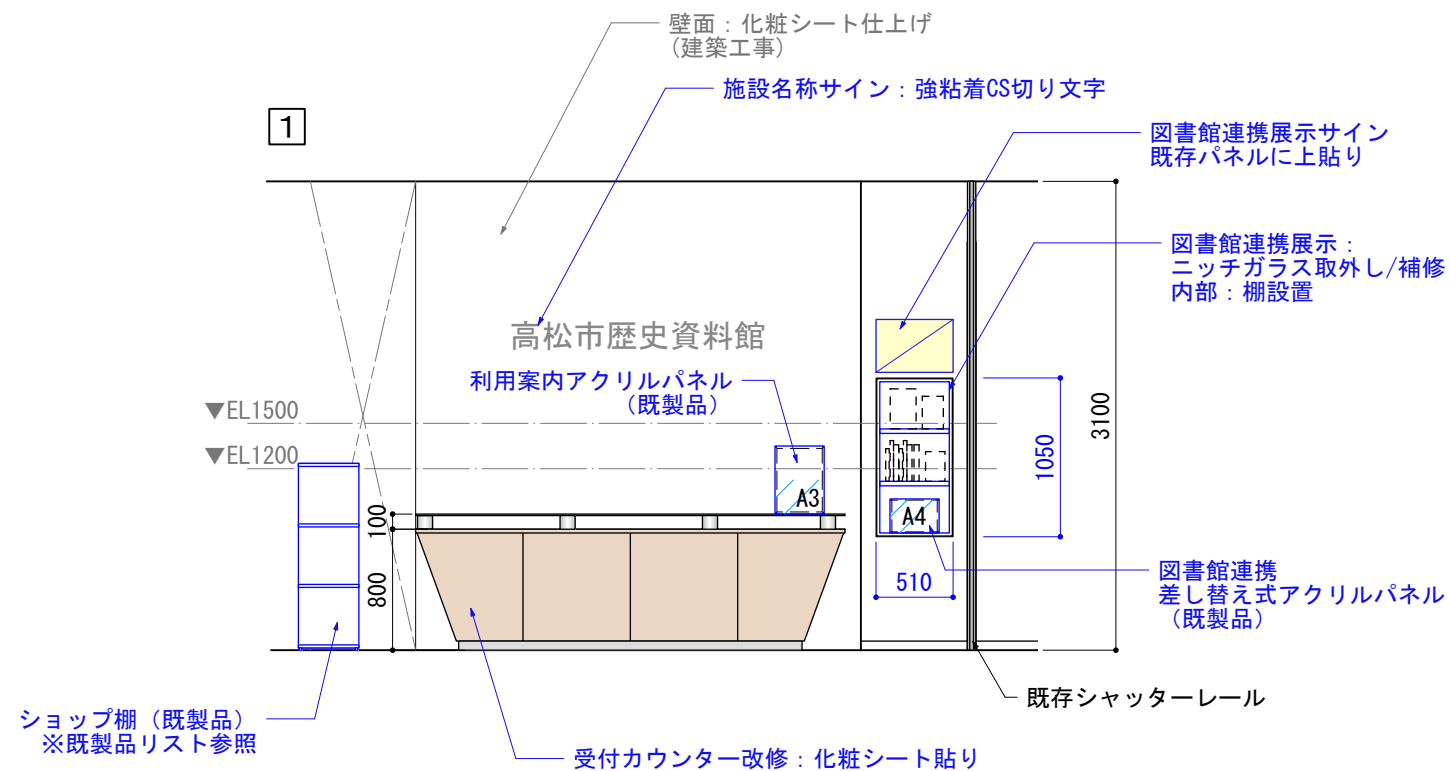 壁面：化粧シート仕上げ
(建築工事)
施設名称サイン：強粘着CS切り文字
1
図書館連携展示サイン
既存パネルに上貼り
図書館連携展示：
ニッチガラス取外し/補修
内部：棚設置
高松市歴史資料館
利用案内アクリルパネル
（既製品）
▼EL1500
▼EL1200
3100
1050
A3
A4
100
800
510
図書館連携
差し替え式アクリルパネル
（既製品）
既存シャッターレール
ショップ棚（既製品）
※既製品リスト参照
受付カウンター改修：化粧シート貼り